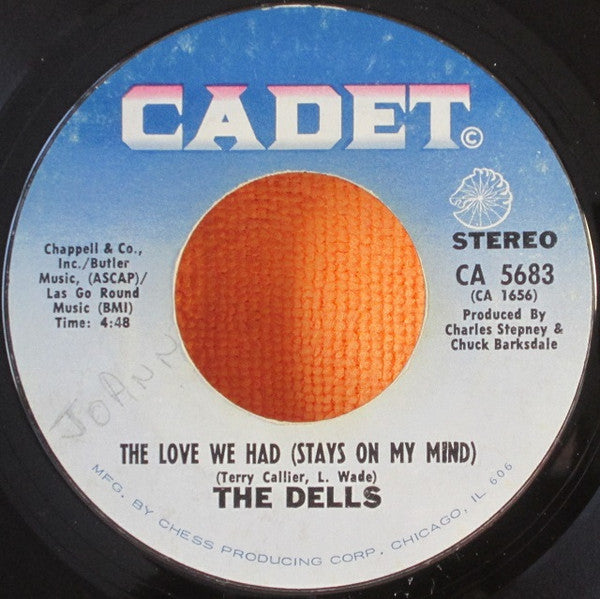 CADET©
STEREO
Chappell & Co.,
Inc./Butler
Music, (ASCAP)/
Las Go Round
Music (BMI)
Time: 4:48
CA 5683
(CA 1656)
Produced By
Charles Stepney &
Chuck Barksdale
JOANN
THE LOVE WE HAD (STAYS ON MY MIND)
(Terry Callier, L. Wade)
THE DELLS
MFG. BY CHESS PRODUCING CORP. CHICAGO, IL 606